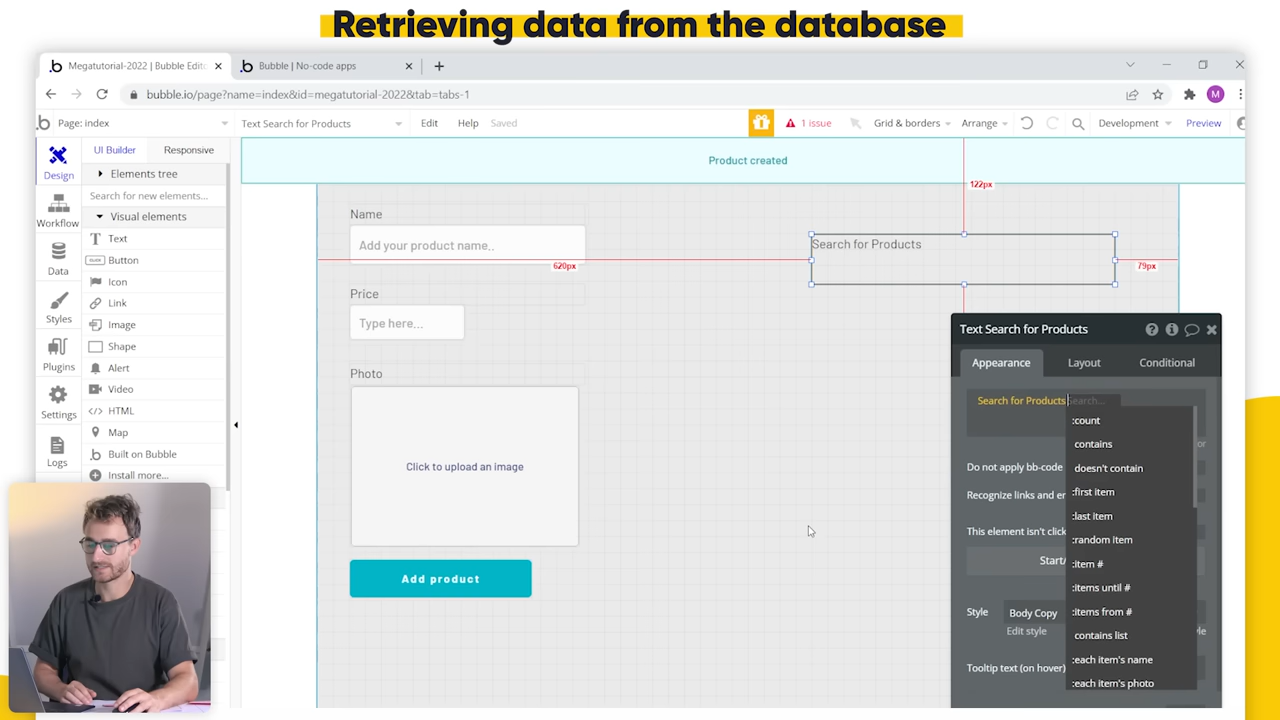 Retrieving data from the database
Megatutorial-2022 | Bubble Edit
Bubble | No-code apps
bubble.io/page?name=index&id=megatutorial-2022&tab=tabs-1
M
Page: index
Text Search for Products
Edit
Help
Saved
1 issue
Grid & borders
Arrange
Development
Preview
Design
Workflow
Data
Styles
Plugins
Settings
Logs
UI Builder
Responsive
Elements tree
Search for new elements...
Visual elements
Text
Button
Icon
Link
Image
Shape
Alert
Video
</> HTML
Map
Built on Bubble
Install more...
Product created
122px
Name
Add your product name..
620px
Search for Products
79px
Price
Type here...
Photo
Click to upload an image
Add product
Text Search for Products
Appearance
Layout
Conditional
Search for Products
Search...
:count
contains
doesn't contain
:first item
:last item
:random item
:item #
:items until #
:items from #
contains list
:each item's name
:each item's photo
Do not apply bb-code
Recognize links and em
This element isn't click
Start/
Style
Body Copy
Edit style
Tooltip text (on hover)